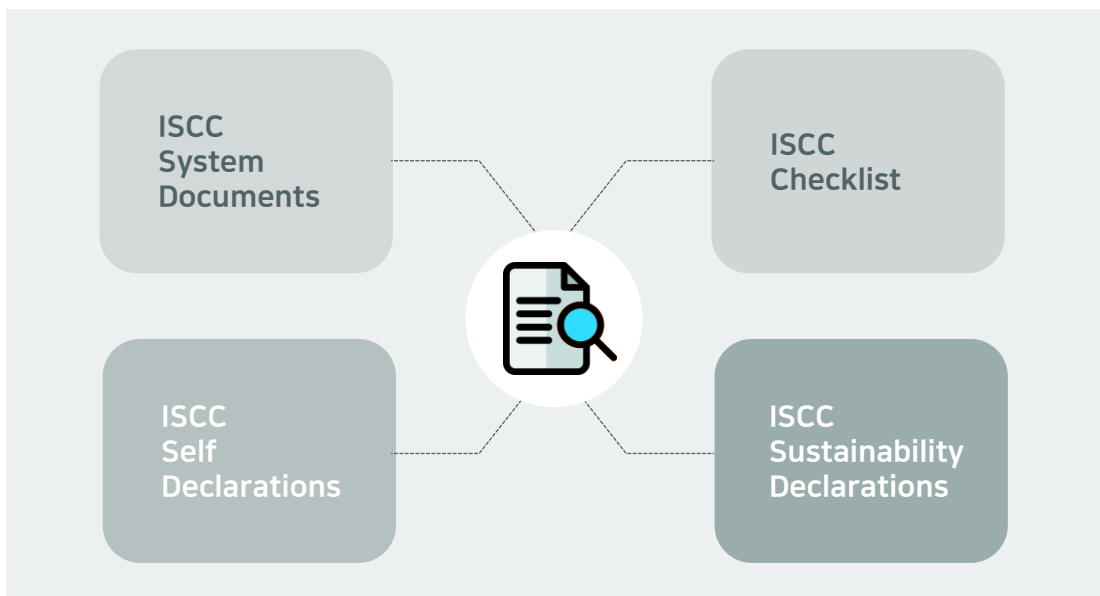 ISCC
System
Documents
ISCC
Checklist
ISCC
Self
Declarations
ISCC
Sustainability
Declarations